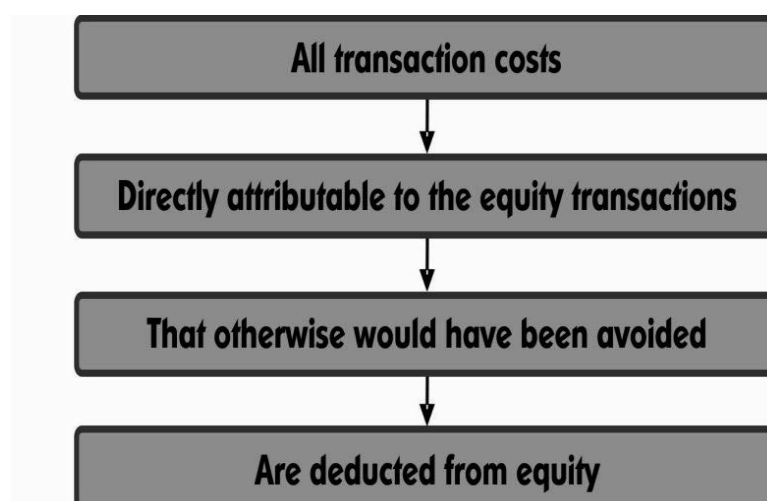 All transaction costs
Directly attributable to the equity transactions
That otherwise would have been avoided
Are deducted from equity